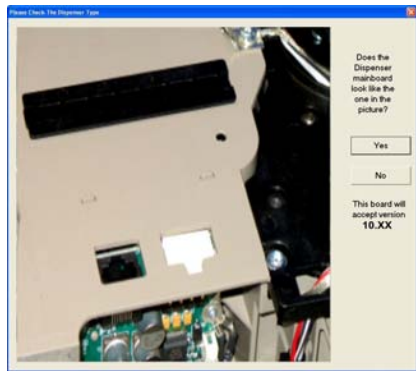 Please Check The Dispenser Type
Does the
Dispenser
mainboard
look like the
one in the
picture?
Yes
No
This board will
accept version
10.XX